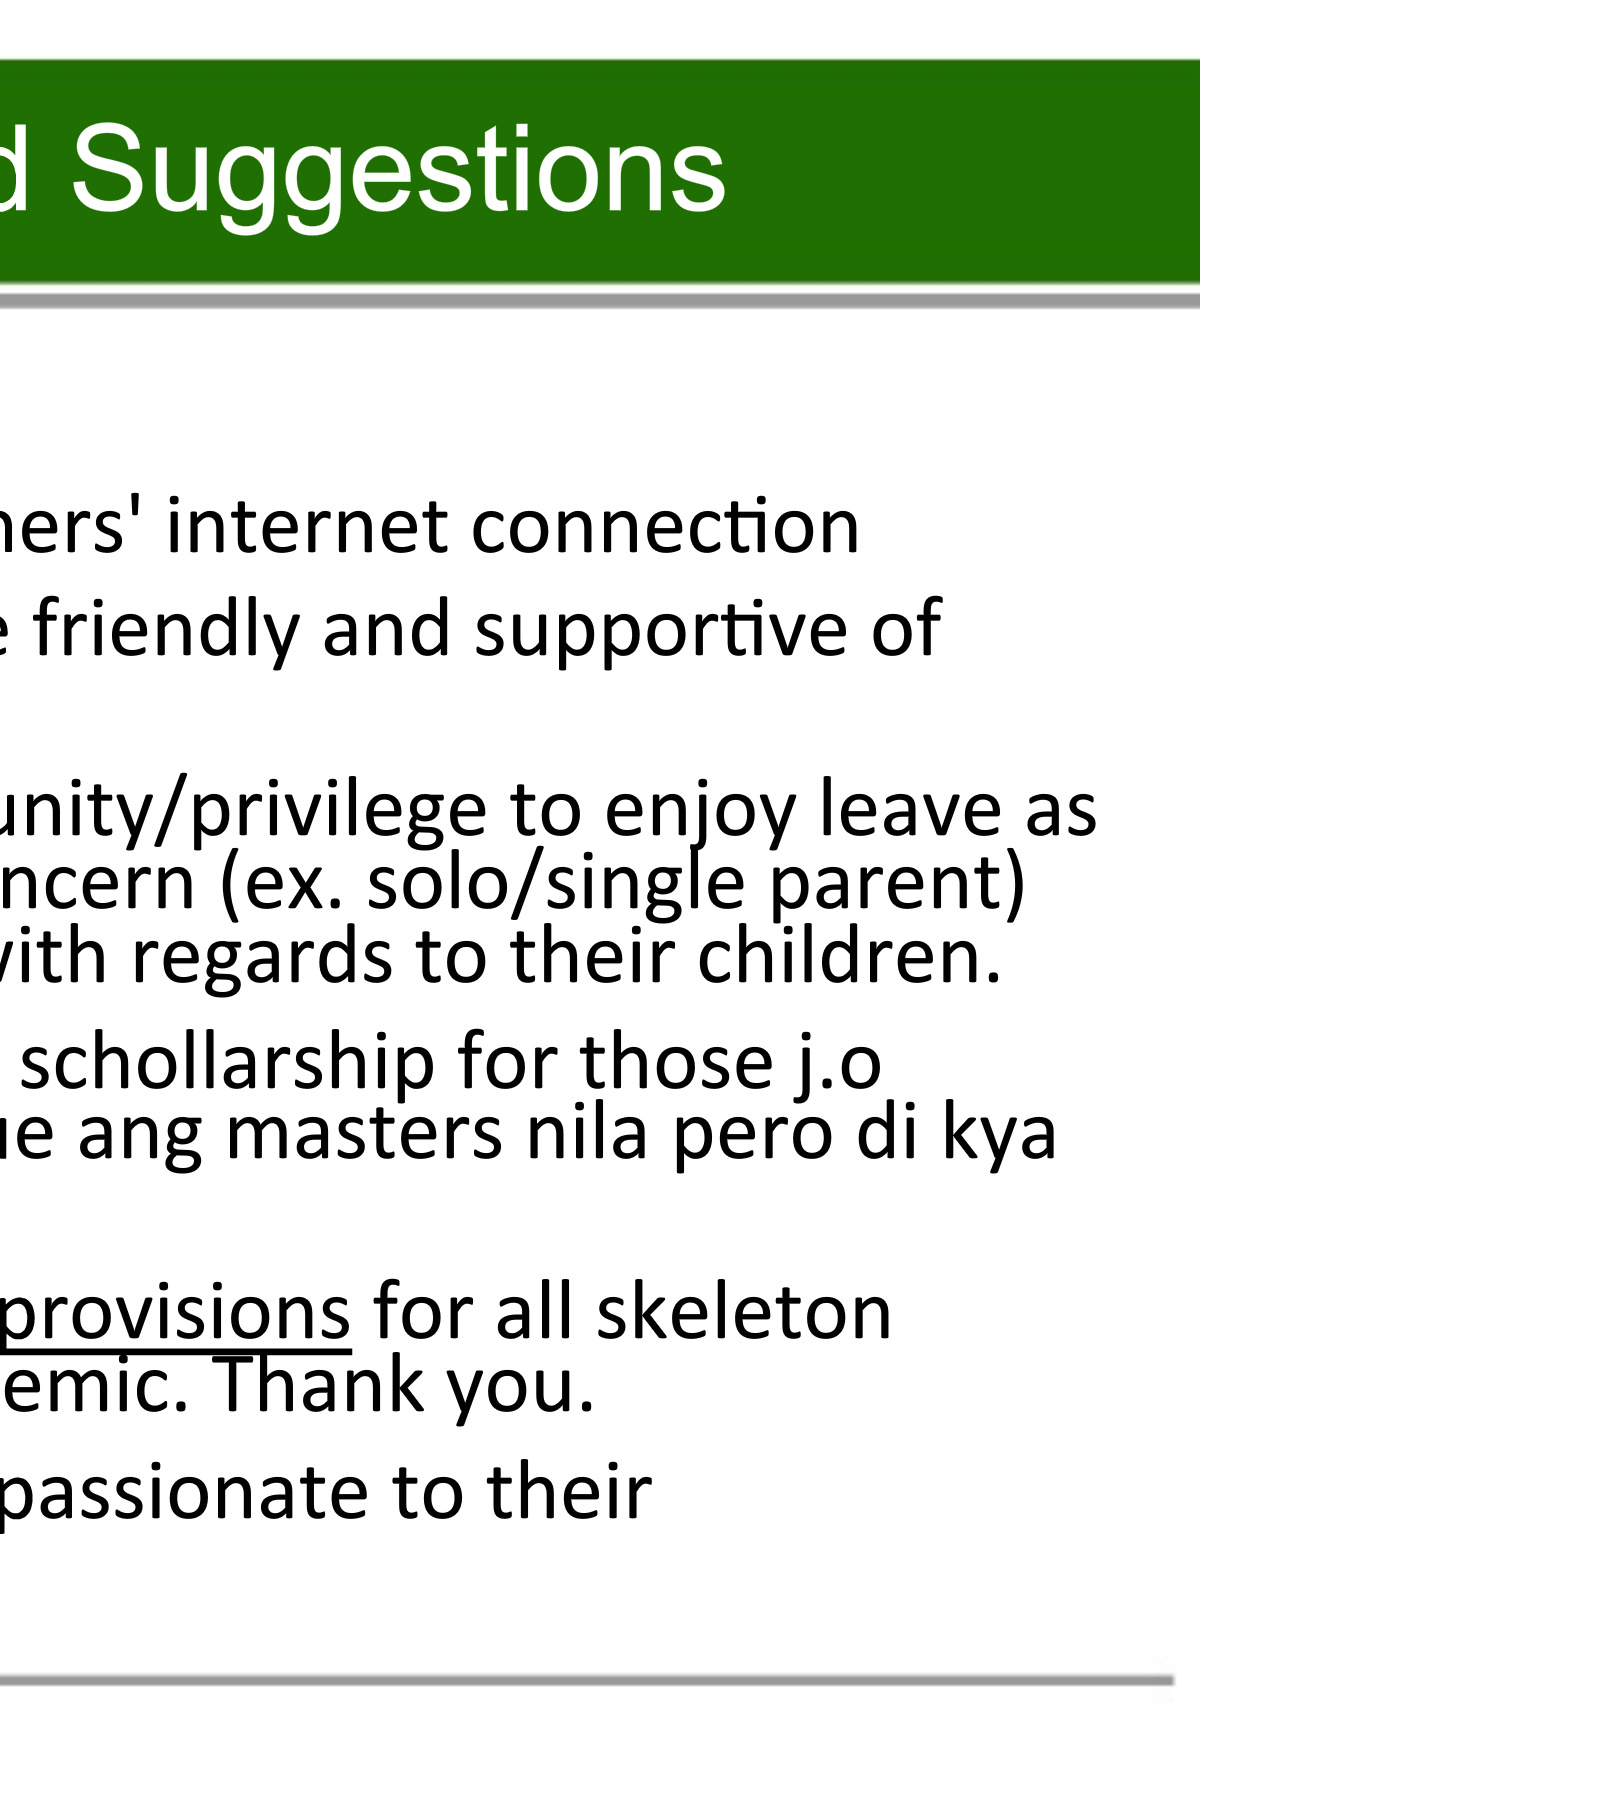 d Suggestions
ners' internet connection
e friendly and supportive of
unity/privilege to enjoy leave as
ncern (ex. solo/single parent)
with regards to their children.
schollarship for those j.o
ue ang masters nila pero di kya
provisions for all skeleton
emic. Thank you.
passionate to their